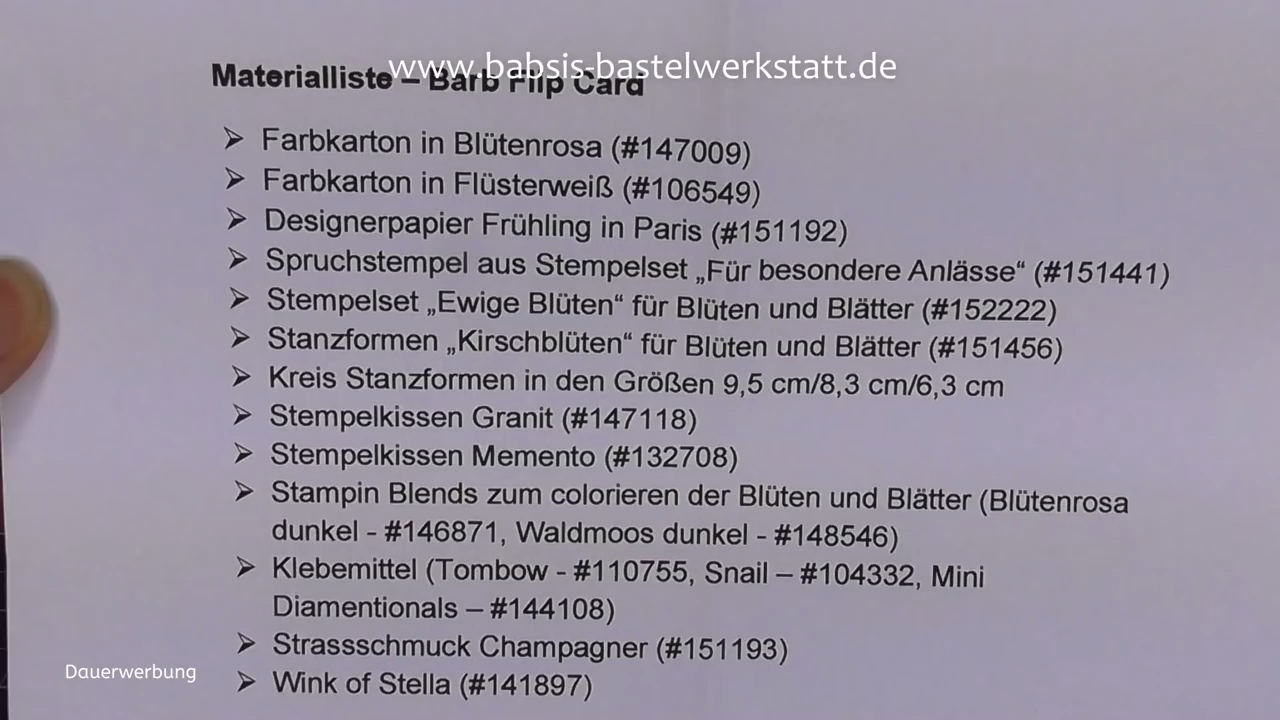 www.babsis-bastelwerkstatt.de
Materialliste – Barb Flip Card
➢ Farbkarton in Blütenrosa (#147009)
➢ Farbkarton in Flüsterweiß (#106549)
➢ Designerpapier Frühling in Paris (#151192)
➢ Spruchstempel aus Stempelset „Für besondere Anlässe“ (#151441)
➢ Stempelset „Ewige Blüten“ für Blüten und Blätter (#152222)
➢ Stanzformen „Kirschblüten“ für Blüten und Blätter (#151456)
➢ Kreis Stanzformen in den Größen 9,5 cm/8,3 cm/6,3 cm
➢ Stempelkissen Granit (#147118)
➢ Stempelkissen Memento (#132708)
➢ Stampin Blends zum colorieren der Blüten und Blätter (Blütenrosa
dunkel - #146871, Waldmoos dunkel - #148546)
➢ Klebemittel (Tombow - #110755, Snail – #104332, Mini
Diamentionals – #144108)
➢ Strassschmuck Champagner (#151193)
➢ Wink of Stella (#141897)
Dauerwerbung